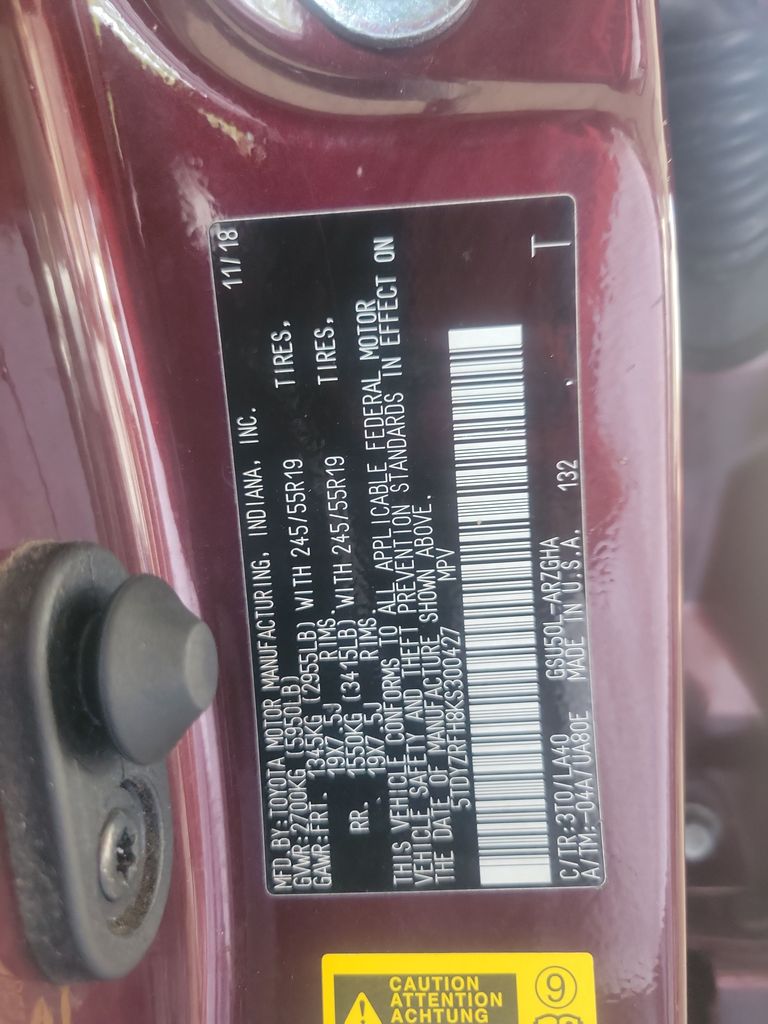 MFD.BY:TOYOTA MOTOR MANUFACTURING, INDIANA, INC. 11/18
GVWR:2700KG (5950LB)
GAWR:FRT. 1345KG (2955LB) WITH 245/55R19 TIRES,
19X7.5J RIMS.
RR. 1550KG (3415LB) WITH 245/55R19 TIRES,
19X7.5J RIMS.
THIS VEHICLE CONFORMS TO ALL APPLICABLE FEDERAL MOTOR
VEHICLE SAFETY AND THEFT PREVENTION STANDARDS IN EFFECT ON
THE DATE OF MANUFACTURE SHOWN ABOVE.
5TDYZRFH8KS300427 MPV
C/TR:3T0/LA40 GSU50L-ARZGHA
A/TM:-04A/UA80E MADE IN U.S.A. 132 T
CAUTION
ATTENTION
ACHTUNG
9